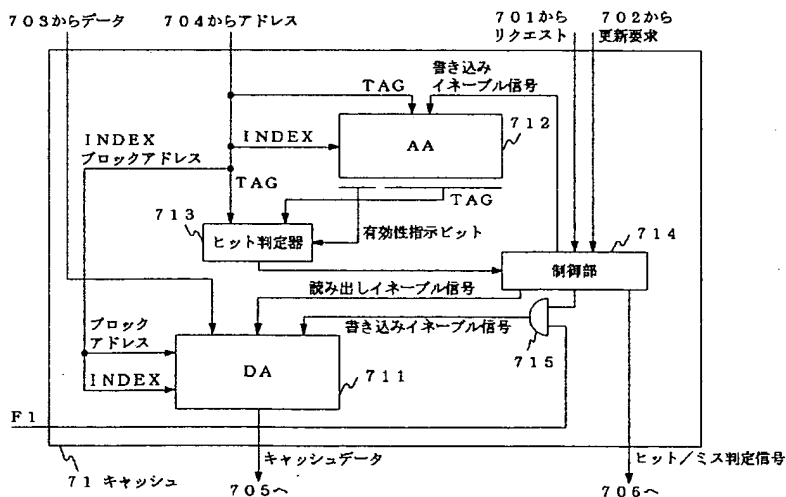 ７０３からデータ
７０４からアドレス
７０１から
リクエスト
７０２から
更新要求
TAG
書き込み
イネーブル信号
７１２
INDEX
AA
INDEX
ブロックアドレス
TAG
TAG
７１３
ヒット判定器
有効性指示ビット
７１４
制御部
読み出しイネーブル信号
書き込みイネーブル信号
７１５
ブロック
アドレス
DA
７１１
INDEX
F1
キャッシュデータ
ヒット／ミス判定信号
７１ キャッシュ
７０５へ
７０６へ